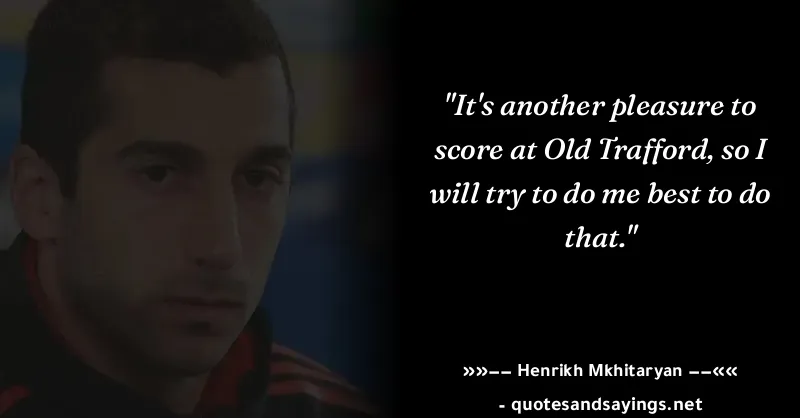 "It's another pleasure to
score at Old Trafford, so I
will try to do me best to do
that."
»»−− Henrikh Mkhitaryan −−««
- quotesandsayings.net